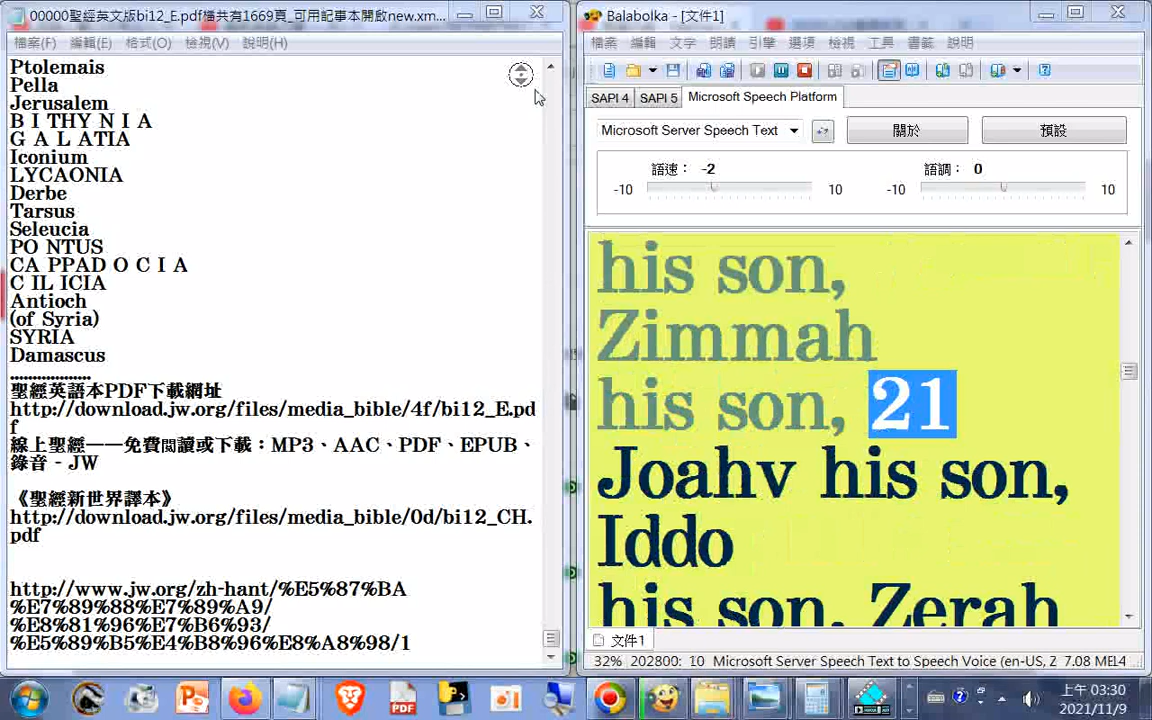 00000聖經英文版bi12_E.pdf檔共有1669頁_可用記事本開啟new.xm...
檔案(F) 編輯(E) 格式(O) 檢視(V) 說明(H)
Ptolemais
Pella
Jerusalem
B I THY N I A
G A L ATIA
Iconium
LYCAONIA
Derbe
Tarsus
Seleucia
PO NTUS
CA PPAD O C I A
C IL ICIA
Antioch
(of Syria)
SYRIA
Damascus
..................
聖經英語本PDF下載網址
http://download.jw.org/files/media_bible/4f/bi12_E.pd
f
線上聖經——免費閱讀或下載：MP3、AAC、PDF、EPUB、
錄音 - JW
《聖經新世界譯本》
http://download.jw.org/files/media_bible/0d/bi12_CH.
pdf
http://www.jw.org/zh-hant/%E5%87%BA
%E7%89%88%E7%89%A9/
%E8%81%96%E7%B6%93/
%E5%89%B5%E4%B8%96%E8%A8%98/1
Balabolka - [文件1]
檔案 編輯 文字 朗讀 引擎 選項 檢視 工具 書籤 說明
SAPI 4 SAPI 5 Microsoft Speech Platform
Microsoft Server Speech Text 關於 預設
語速： -2 語調： 0
-10 10 -10 10
his son,
Zimmah
his son, 21
Joahv his son,
Iddo
his son, Zerah
文件1
32% 202800: 10 Microsoft Server Speech Text to Speech Voice (en-US, Z 7.08 MB
上午 03:30
2021/11/9